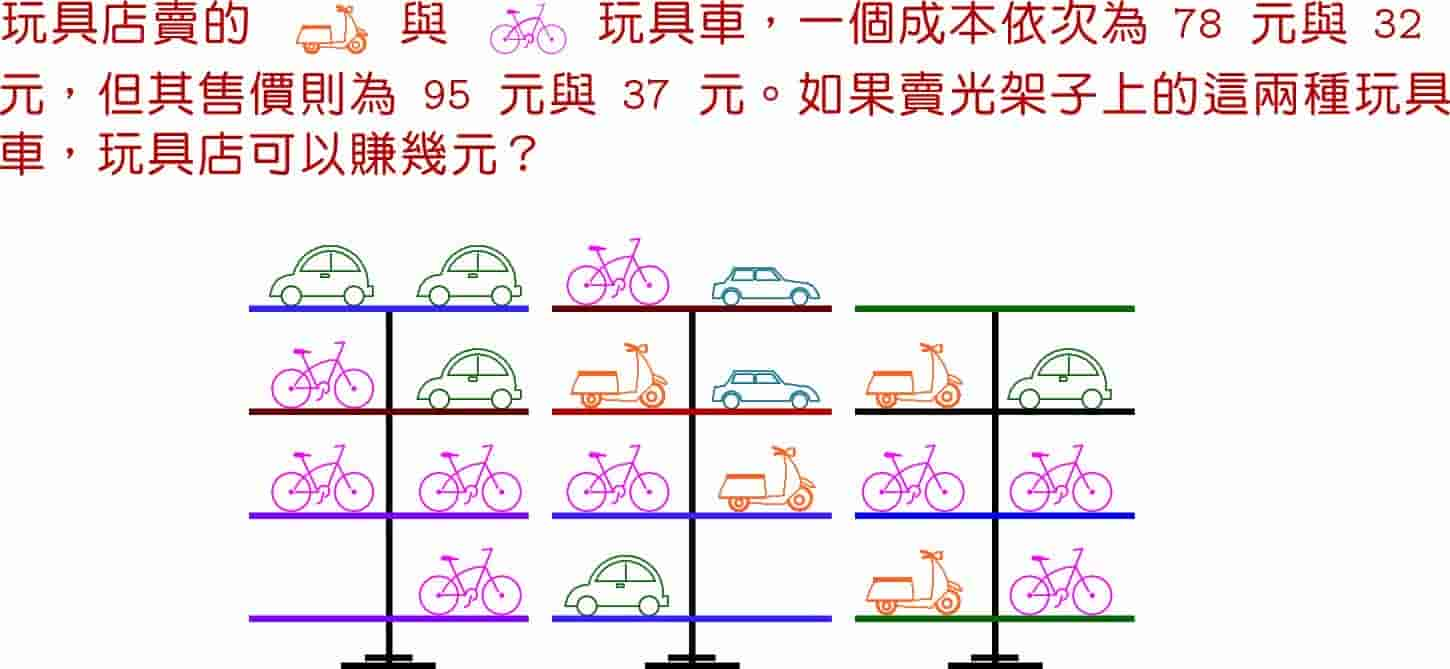 玩具店賣的 與 玩具車，一個成本依次為 78 元與 32
元，但其售價則為 95 元與 37 元。如果賣光架子上的這兩種玩具
車，玩具店可以賺幾元？